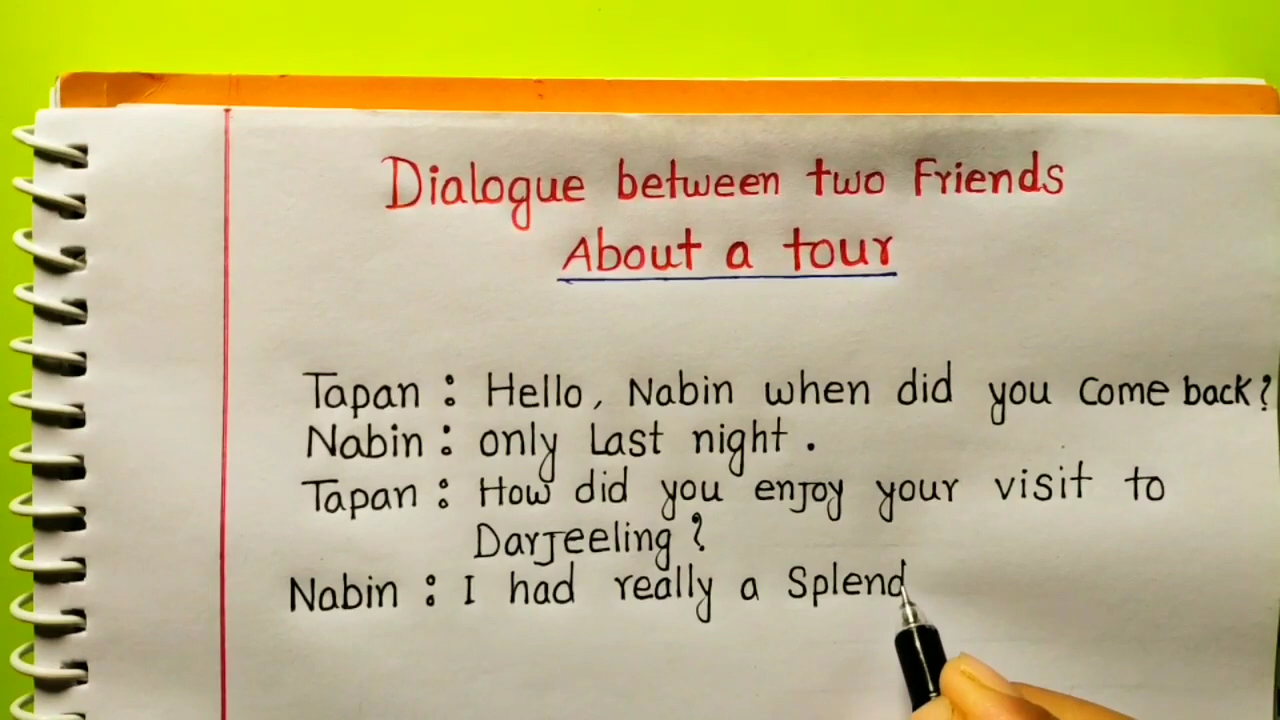 Dialogue between two Friends
About a tour
Tapan : Hello, Nabin when did you Come back?
Nabin : only Last night.
Tapan : How did you enjoy your visit to
Darjeeling?
Nabin : I had really a Splend